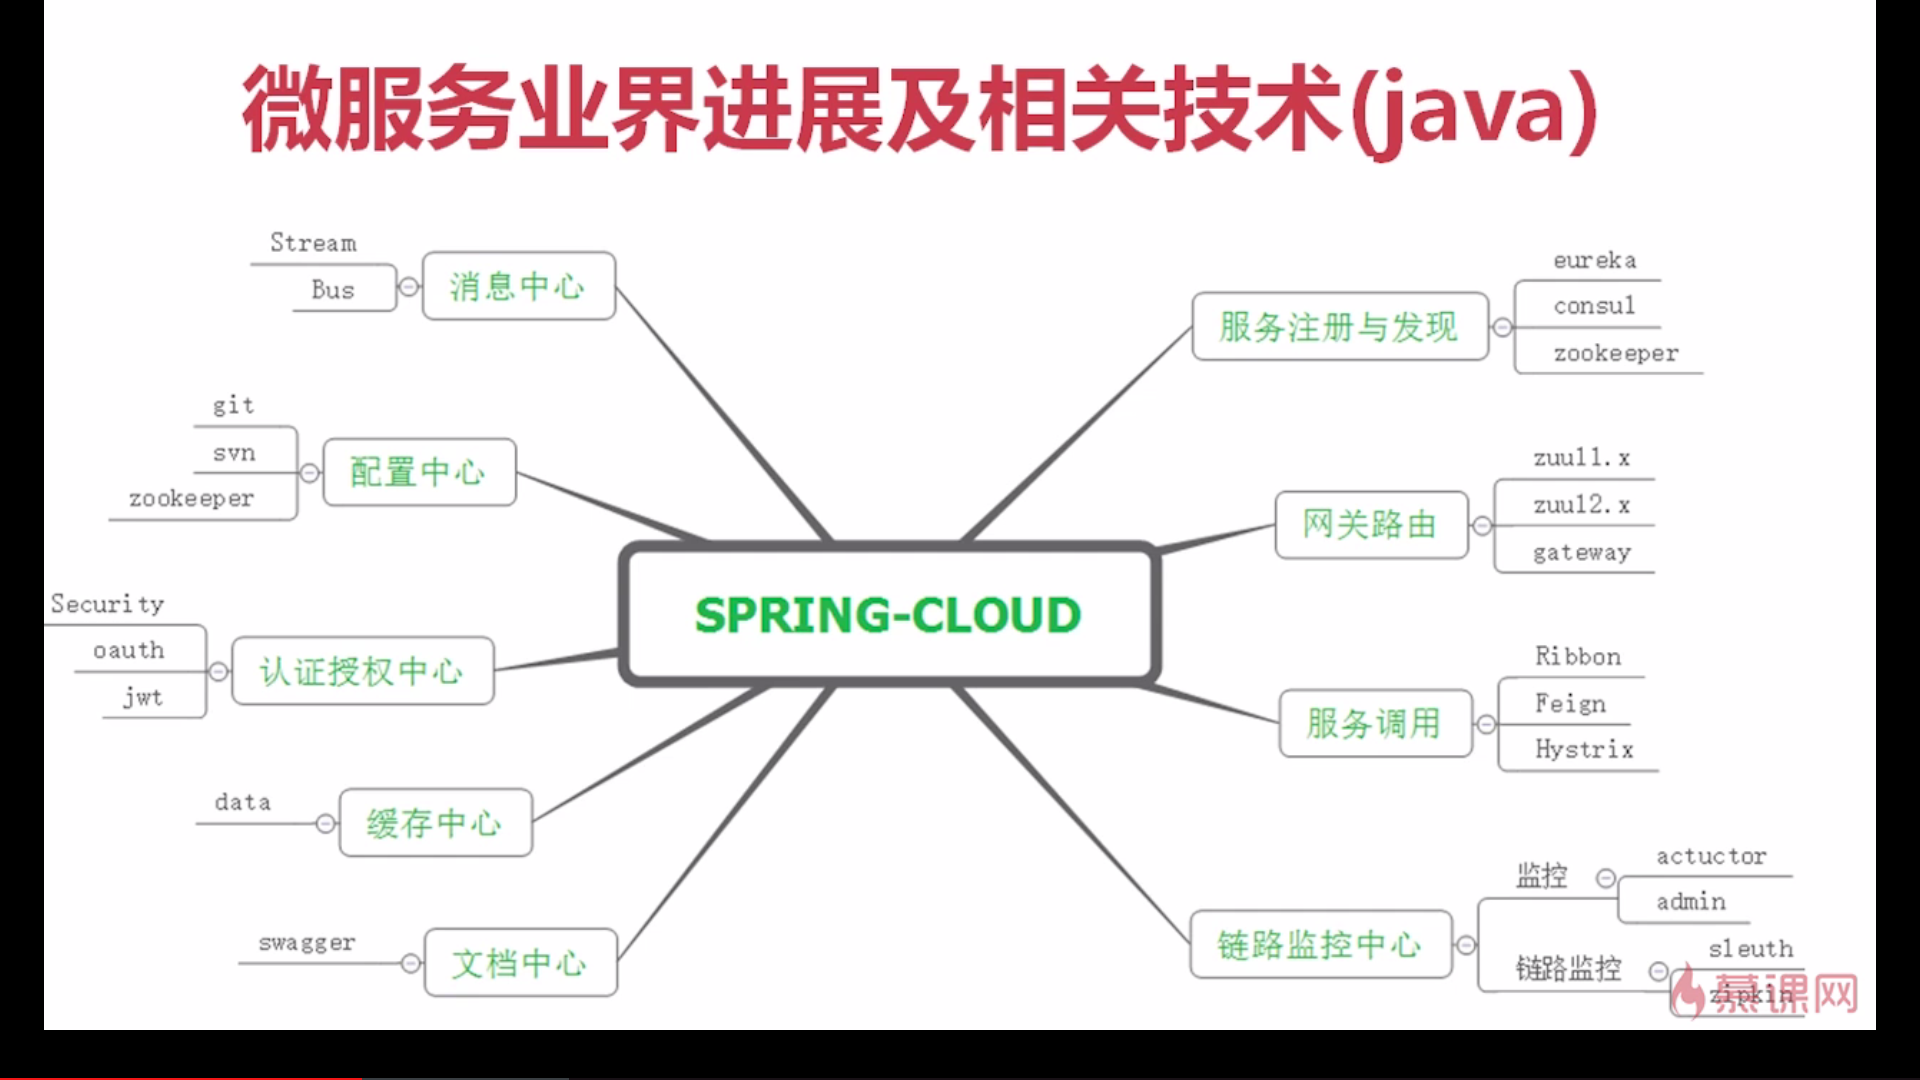 微服务业界进展及相关技术(java)
Stream
Bus
消息中心
git
svn
zookeeper
配置中心
Security
oauth
jwt
认证授权中心
data
缓存中心
swagger
文档中心
SPRING-CLOUD
服务注册与发现
eureka
consul
zookeeper
网关路由
zuul1.x
zuul2.x
gateway
服务调用
Ribbon
Feign
Hystrix
链路监控中心
监控
actuctor
admin
链路监控
sleuth
zipkin
慕课网